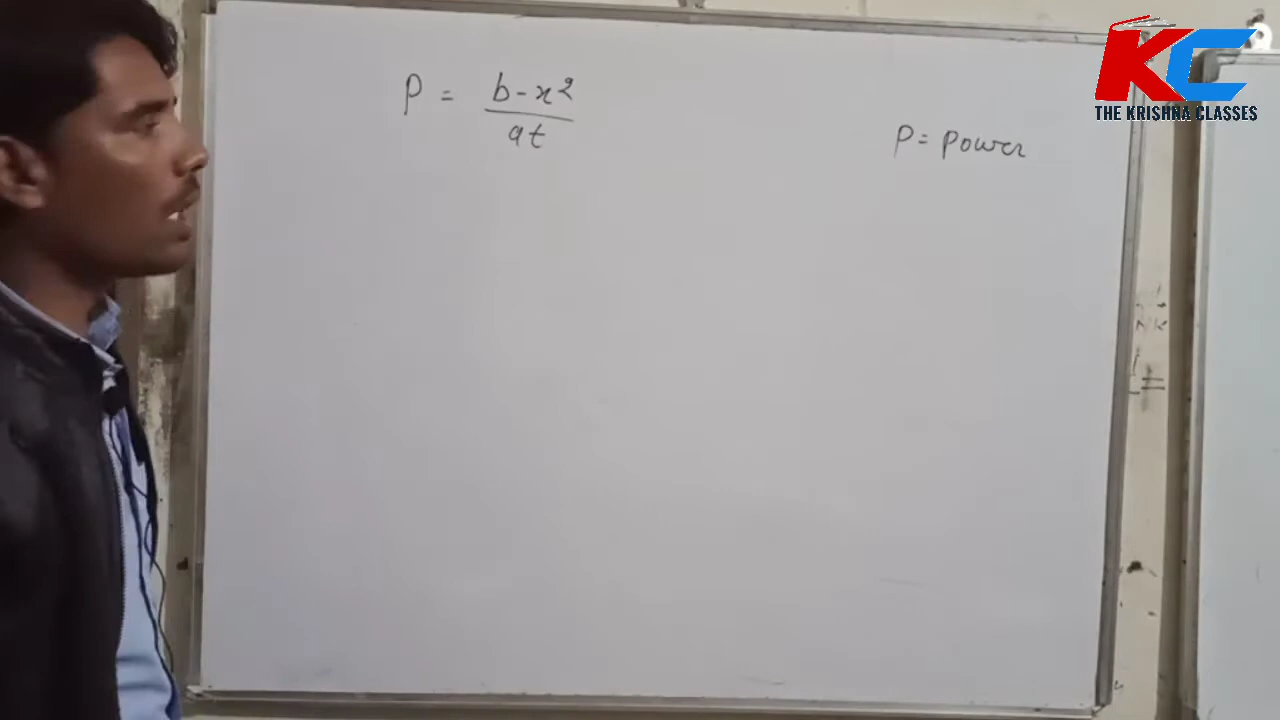 P = b-x²
at
P = Power
KC
THE KRISHNA CLASSES